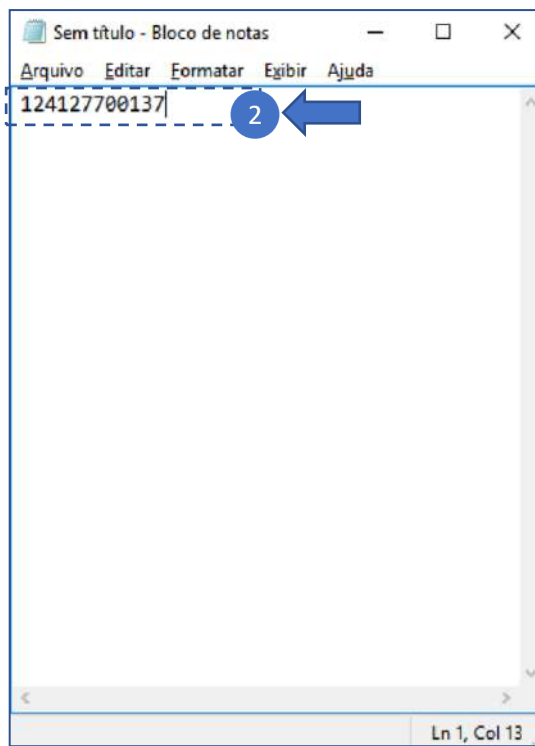 Sem título - Bloco de notas
Arquivo Editar Formatar Exibir Ajuda
124127700137
2
Ln 1, Col 13